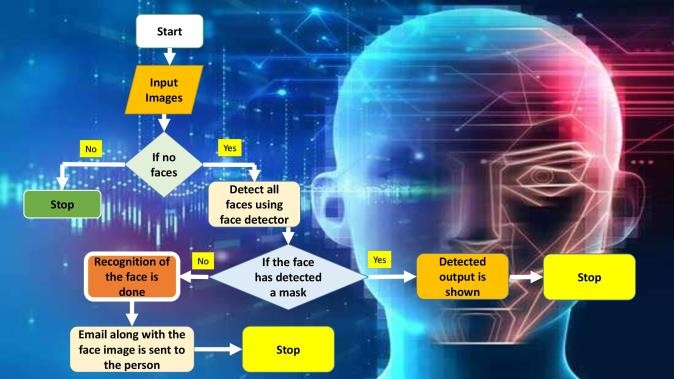 Start
Input
Images
If no
faces
No
Yes
Stop
Detect all
faces using
face detector
If the face
has detected
a mask
No
Yes
Recognition of
the face is
done
Detected
output is
shown
Stop
Email along with the
face image is sent to
the person
Stop